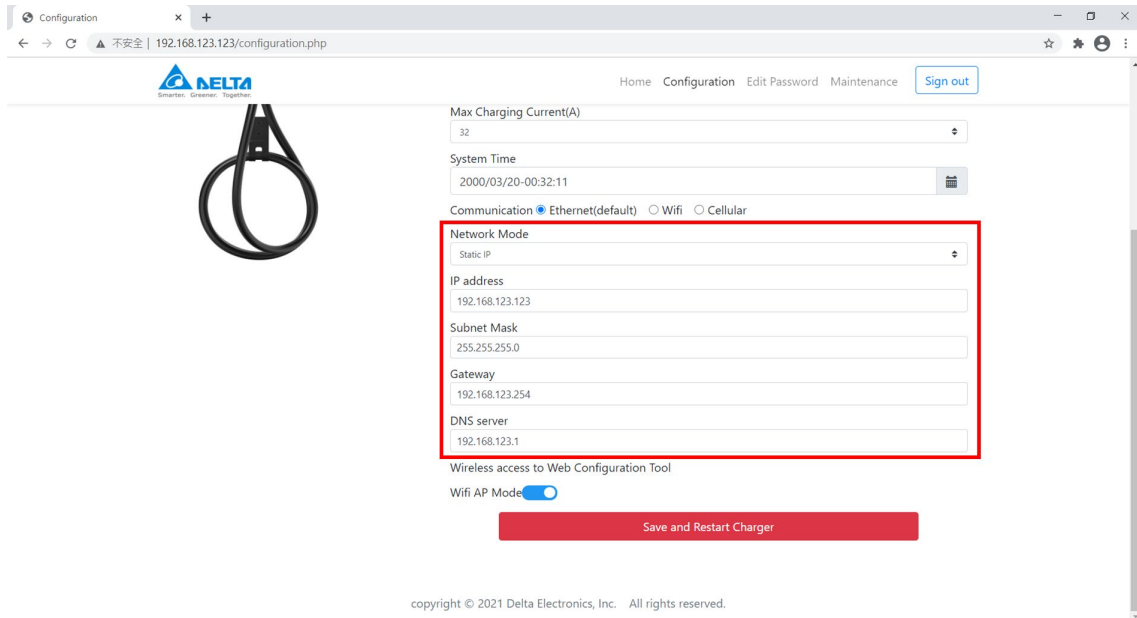 Configuration
不安全 | 192.168.123.123/configuration.php
DELTA
Smarter. Greener. Together.
Home Configuration Edit Password Maintenance Sign out
Max Charging Current(A)
32
System Time
2000/03/20-00:32:11
Communication Ethernet(default) Wifi Cellular
Network Mode
Static IP
IP address
192.168.123.123
Subnet Mask
255.255.255.0
Gateway
192.168.123.254
DNS server
192.168.123.1
Wireless access to Web Configuration Tool
Wifi AP Mode
Save and Restart Charger
copyright © 2021 Delta Electronics, Inc. All rights reserved.